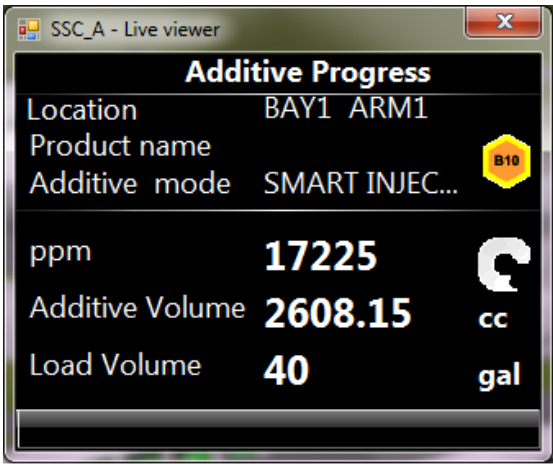 SSC_A - Live viewer
Additive Progress
Location BAY1 ARM1
Product name
B10
Additive mode SMART INJEC...
ppm 17225
Additive Volume 2608.15 cc
Load Volume 40 gal